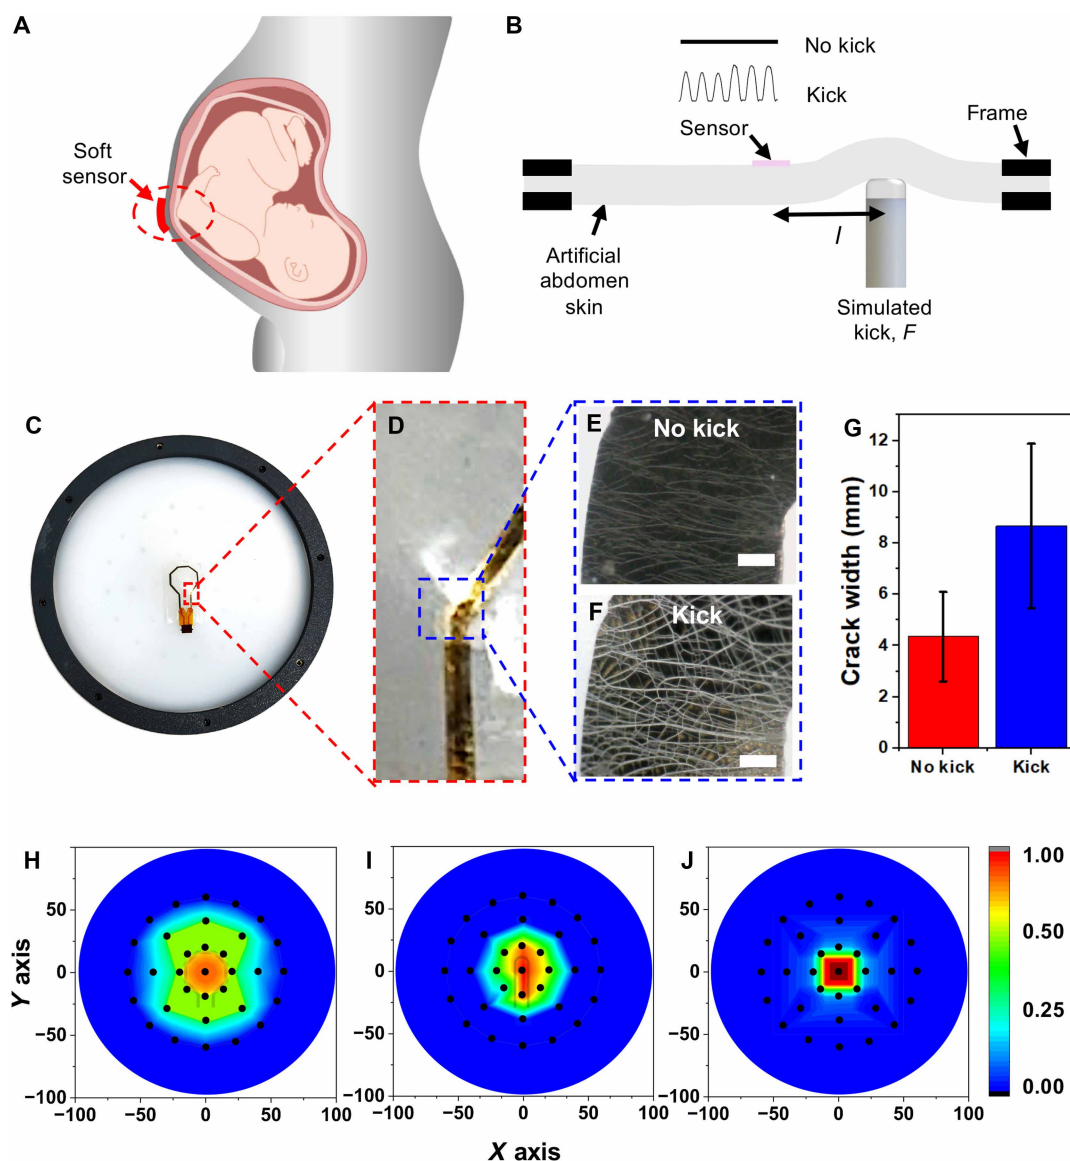 A
Soft
sensor
B
No kick
Kick
Sensor
Frame
l
Artificial
abdomen
skin
Simulated
kick, F
C
D
E
No kick
F
Kick
G
Crack width (mm)
12
10
8
6
4
2
0
No kick
Kick
H
I
J
Y axis
100
50
0
−50
−100
−100
−50
0
50
100
100
50
0
−50
−100
−50
0
50
100
100
50
0
−50
−100
−50
0
50
100
1.00
0.50
0.25
0.00
X axis